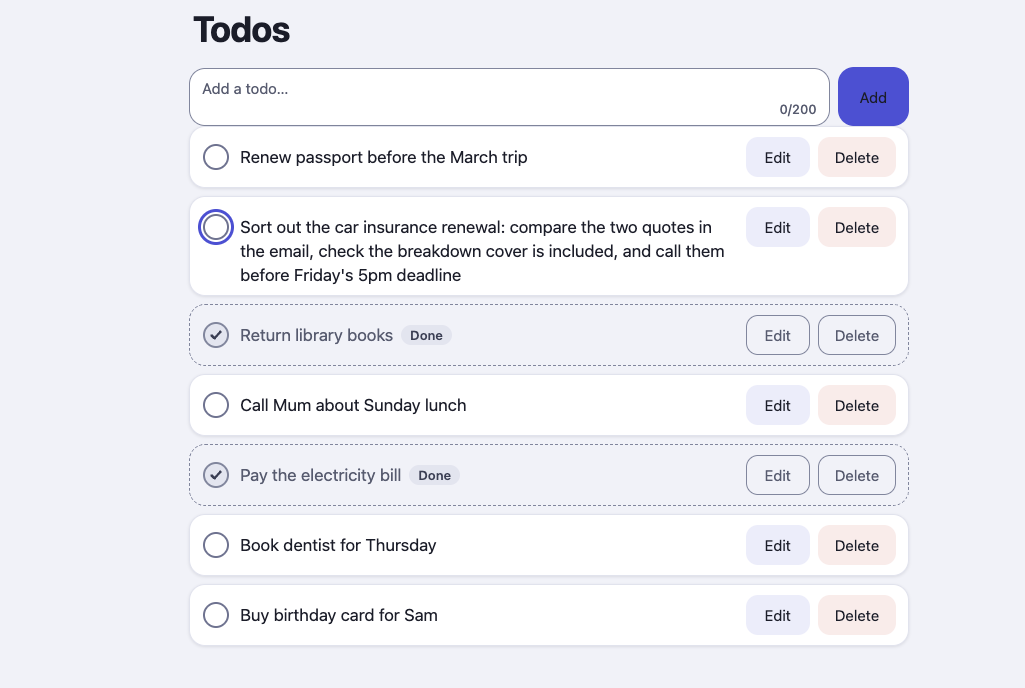 Todos
Add a todo...
0/200
Add
Renew passport before the March trip
Edit
Delete
Sort out the car insurance renewal: compare the two quotes in
the email, check the breakdown cover is included, and call them
before Friday's 5pm deadline
Edit
Delete
Return library books
Done
Edit
Delete
Call Mum about Sunday lunch
Edit
Delete
Pay the electricity bill
Done
Edit
Delete
Book dentist for Thursday
Edit
Delete
Buy birthday card for Sam
Edit
Delete